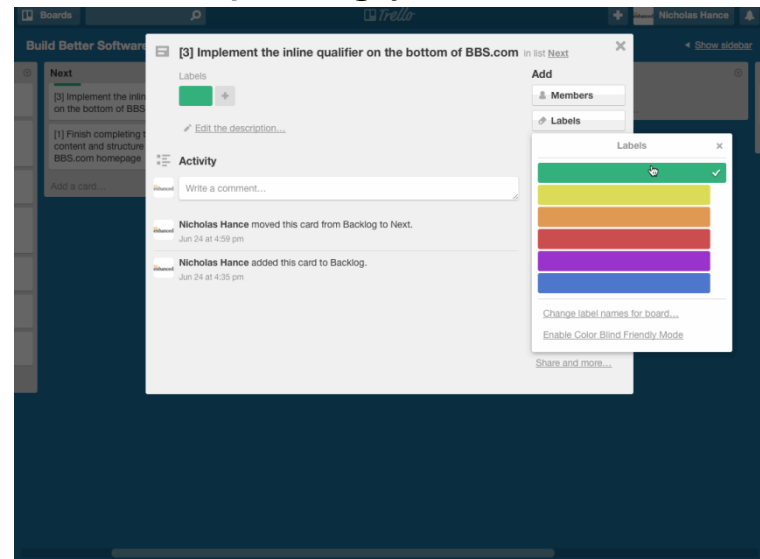 Boards
Trello
Nicholas Hance
Build Better Software
Show sidebar
Next
[3] Implement the inlin
on the bottom of BBS
[1] Finish completing t
content and structure
BBS.com homepage
Add a card...
[3] Implement the inline qualifier on the bottom of BBS.com in list Next
Labels
Edit the description...
Activity
Write a comment...
Nicholas Hance moved this card from Backlog to Next.
Jun 24 at 4:59 pm
Nicholas Hance added this card to Backlog.
Jun 24 at 4:35 pm
Add
Members
Labels
Labels
Change label names for board...
Enable Color Blind Friendly Mode
Share and more...